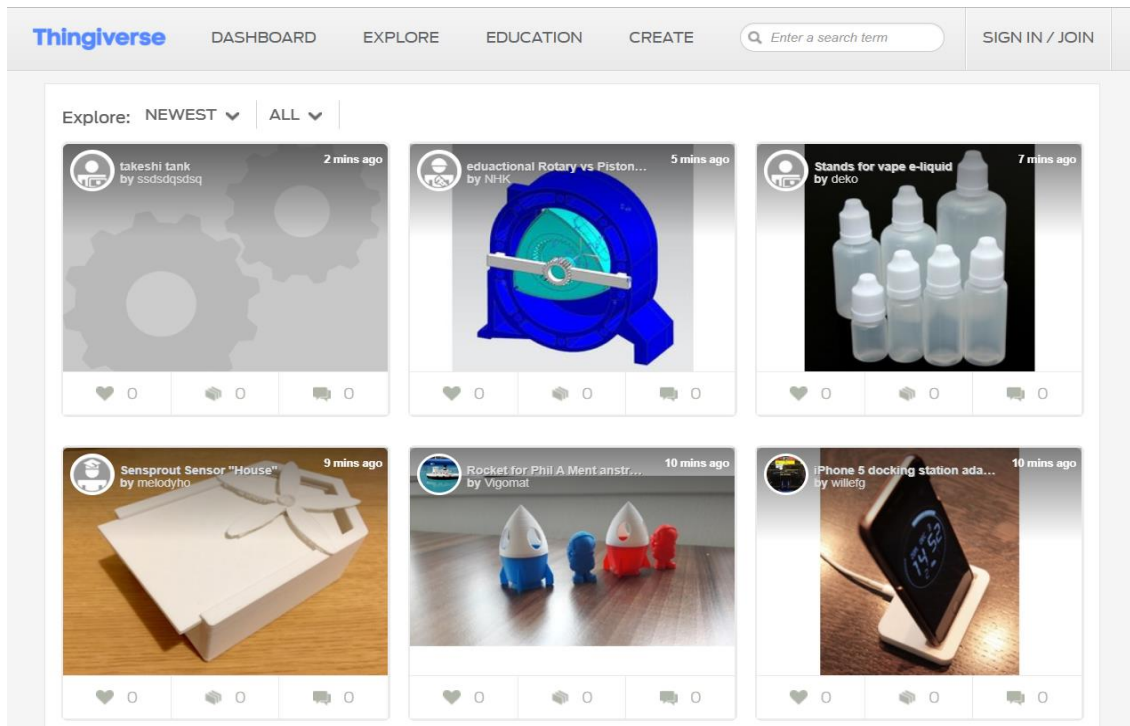 Thingiverse DASHBOARD EXPLORE EDUCATION CREATE Enter a search term SIGN IN / JOIN
Explore: NEWEST ALL
takeshi tank
by ssdsdqsdsq
2 mins ago
0 0 0
eduactional Rotary vs Piston...
by NHK
5 mins ago
0 0 0
Stands for vape e-liquid
by deko
7 mins ago
0 0 0
Sensprout Sensor "House"
by melodyho
9 mins ago
0 0 0
Rocket for Phil A Ment anstr...
by Vigomat
10 mins ago
0 0 0
iPhone 5 docking station ada...
by willefg
10 mins ago
14 52
0 0 0